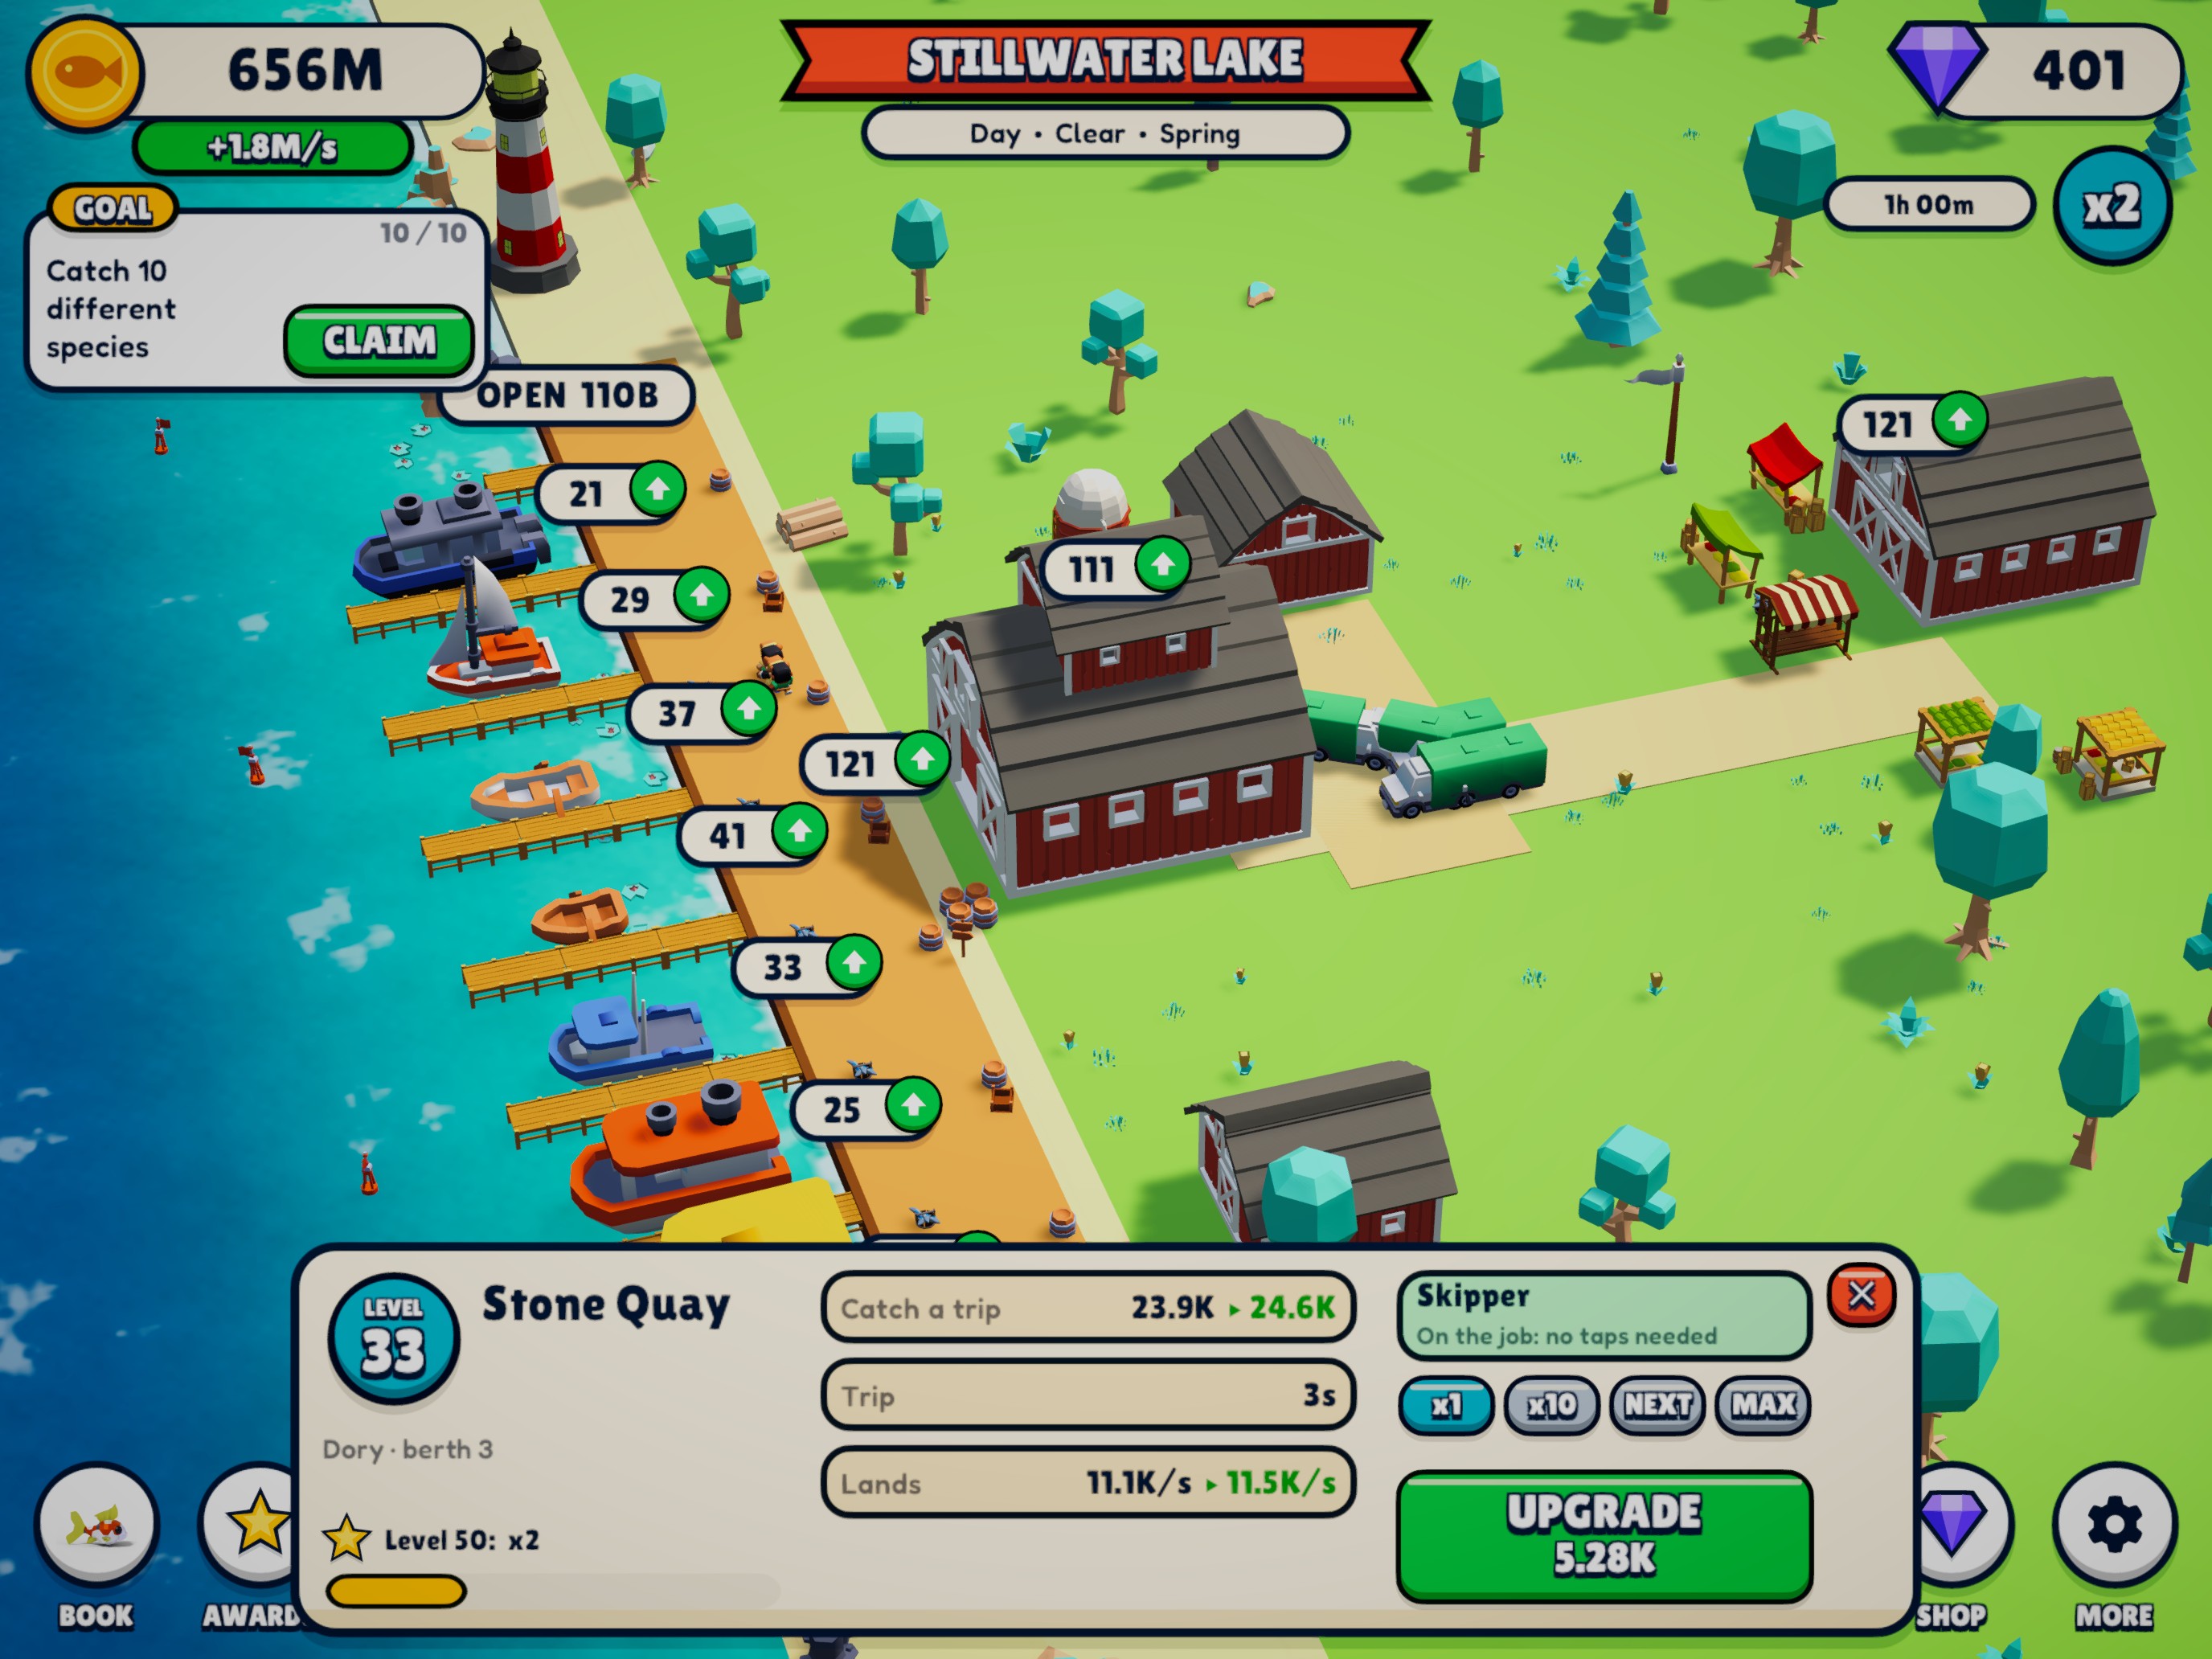 656M
+1.8M/s
STILLWATER LAKE
Day • Clear • Spring
401
1h 00m
x2
GOAL
10 / 10
Catch 10
different
species
CLAIM
OPEN 110B
21
29
37
121
41
33
25
111
121
LEVEL
33
Stone Quay
Dory · berth 3
Level 50: x2
Catch a trip 23.9K ▸ 24.6K
Trip 3s
Lands 11.1K/s ▸ 11.5K/s
Skipper
On the job: no taps needed
x1 x10 NEXT MAX
UPGRADE
5.28K
BOOK
AWARD
SHOP
MORE